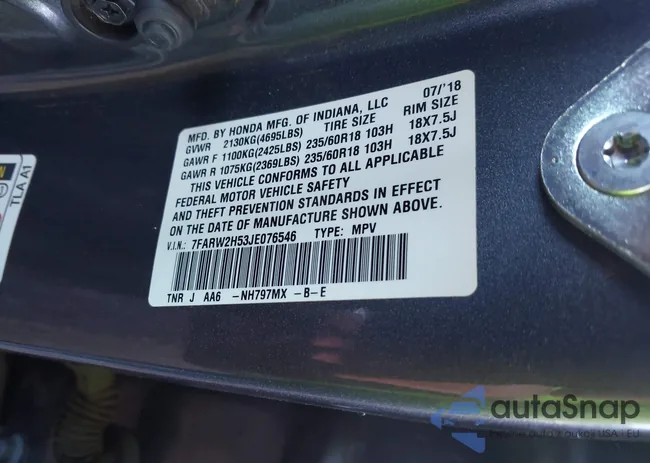 MFD. BY HONDA MFG. OF INDIANA, LLC 07/'18
GVWR 2130KG(4695LBS) TIRE SIZE RIM SIZE
GAWR F 1100KG(2425LBS) 235/60R18 103H 18X7.5J
GAWR R 1075KG(2369LBS) 235/60R18 103H 18X7.5J
THIS VEHICLE CONFORMS TO ALL APPLICABLE
FEDERAL MOTOR VEHICLE SAFETY
AND THEFT PREVENTION STANDARDS IN EFFECT
ON THE DATE OF MANUFACTURE SHOWN ABOVE.
V.I.N.: 7FARW2H53JE076546 TYPE: MPV
TNR J AA6 -NH797MX -B-E
TLA A1
autaSnap